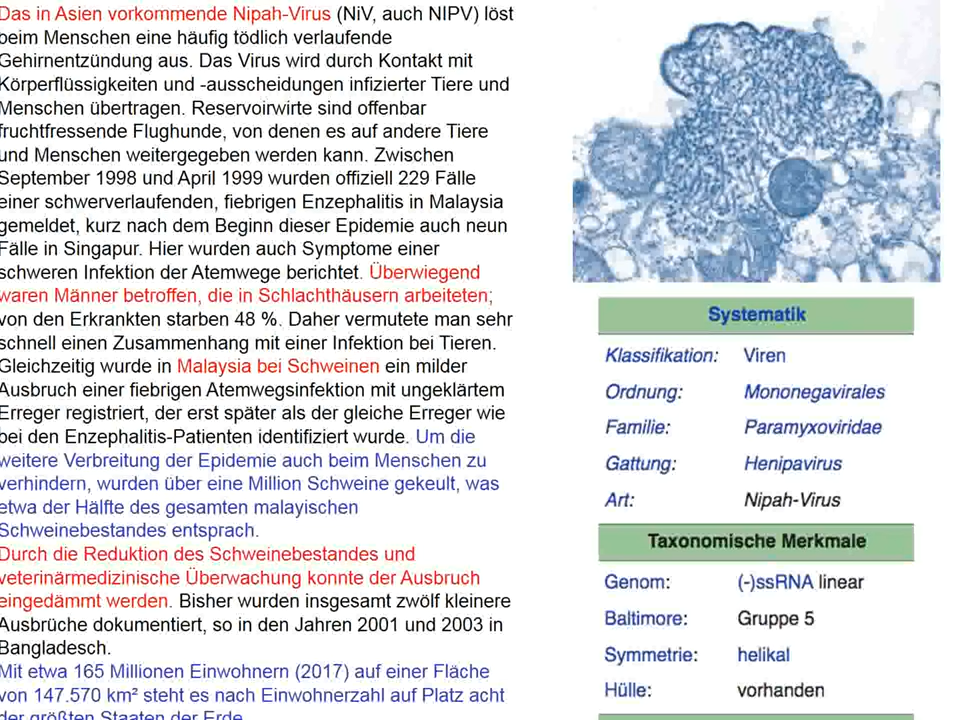 Das in Asien vorkommende Nipah-Virus (NiV, auch NIPV) löst
beim Menschen eine häufig tödlich verlaufende
Gehirnentzündung aus. Das Virus wird durch Kontakt mit
Körperflüssigkeiten und -ausscheidungen infizierter Tiere und
Menschen übertragen. Reservoirwirte sind offenbar
fruchtfressende Flughunde, von denen es auf andere Tiere
und Menschen weitergegeben werden kann. Zwischen
September 1998 und April 1999 wurden offiziell 229 Fälle
einer schwerverlaufenden, fiebrigen Enzephalitis in Malaysia
gemeldet, kurz nach dem Beginn dieser Epidemie auch neun
Fälle in Singapur. Hier wurden auch Symptome einer
schweren Infektion der Atemwege berichtet. Überwiegend
waren Männer betroffen, die in Schlachthäusern arbeiteten;
von den Erkrankten starben 48 %. Daher vermutete man sehr
schnell einen Zusammenhang mit einer Infektion bei Tieren.
Gleichzeitig wurde in Malaysia bei Schweinen ein milder
Ausbruch einer fiebrigen Atemwegsinfektion mit ungeklärtem
Erreger registriert, der erst später als der gleiche Erreger wie
bei den Enzephalitis-Patienten identifiziert wurde. Um die
weitere Verbreitung der Epidemie auch beim Menschen zu
verhindern, wurden über eine Million Schweine gekeult, was
etwa der Hälfte des gesamten malayischen
Schweinebestandes entsprach.
Durch die Reduktion des Schweinebestandes und
veterinärmedizinische Überwachung konnte der Ausbruch
eingedämmt werden. Bisher wurden insgesamt zwölf kleinere
Ausbrüche dokumentiert, so in den Jahren 2001 und 2003 in
Bangladesch.
Mit etwa 165 Millionen Einwohnern (2017) auf einer Fläche
von 147.570 km² steht es nach Einwohnerzahl auf Platz acht
der größten Staaten der Erde
Systematik
Klassifikation: Viren
Ordnung: Mononegavirales
Familie: Paramyxoviridae
Gattung: Henipavirus
Art: Nipah-Virus
Taxonomische Merkmale
Genom: (-)ssRNA linear
Baltimore: Gruppe 5
Symmetrie: helikal
Hülle: vorhanden